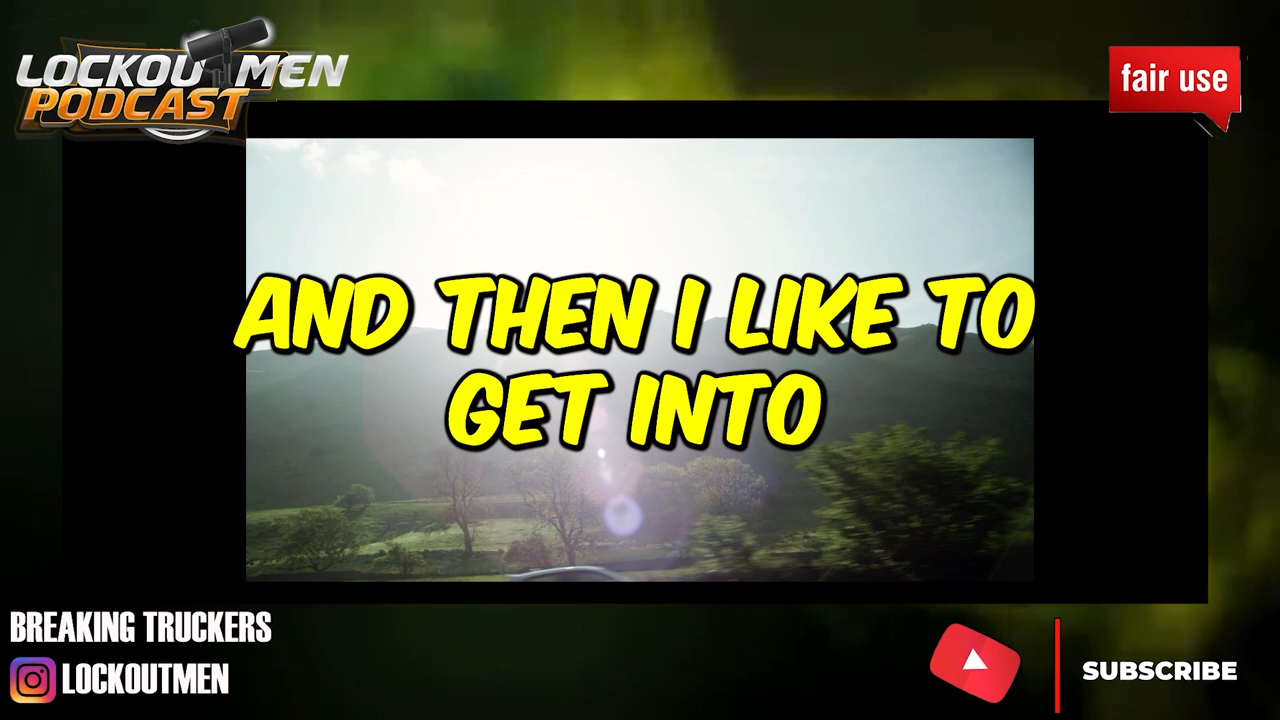 LOCKOUTMEN
PODCAST
fair use
AND THEN I LIKE TO
GET INTO
BREAKING TRUCKERS
LOCKOUTMEN
SUBSCRIBE